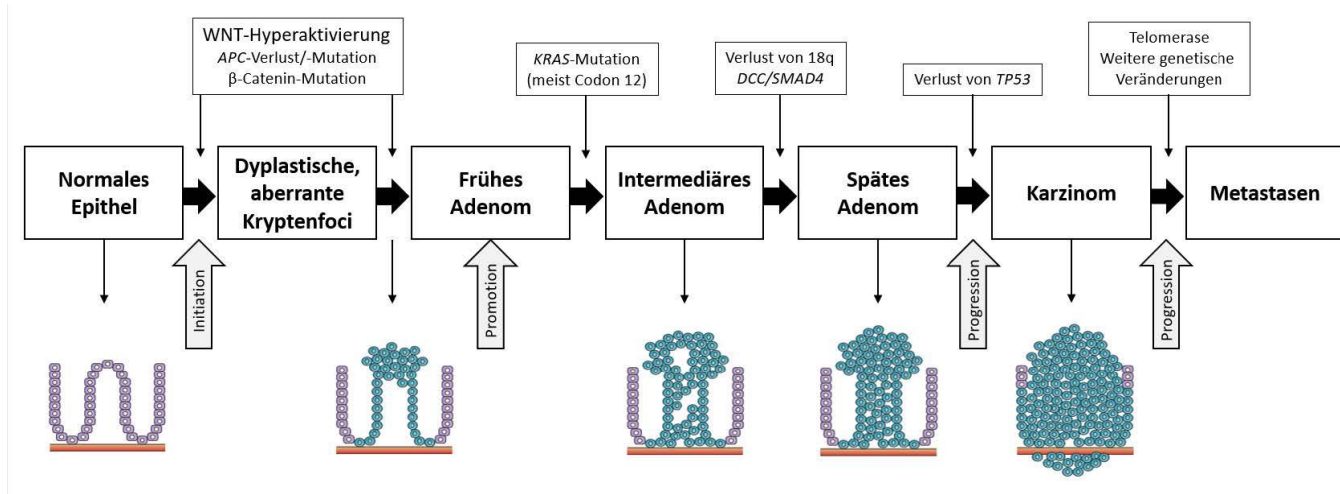 WNT-Hyperaktivierung
APC-Verlust/-Mutation
β-Catenin-Mutation
KRAS-Mutation
(meist Codon 12)
Verlust von 18q
DCC/SMAD4
Verlust von TP53
Telomerase
Weitere genetische
Veränderungen
Normales
Epithel
Dyplastische,
aberrante
Kryptenfoci
Frühes
Adenom
Intermediäres
Adenom
Spätes
Adenom
Karzinom
Metastasen
Initiation
Promotion
Progression
Progression